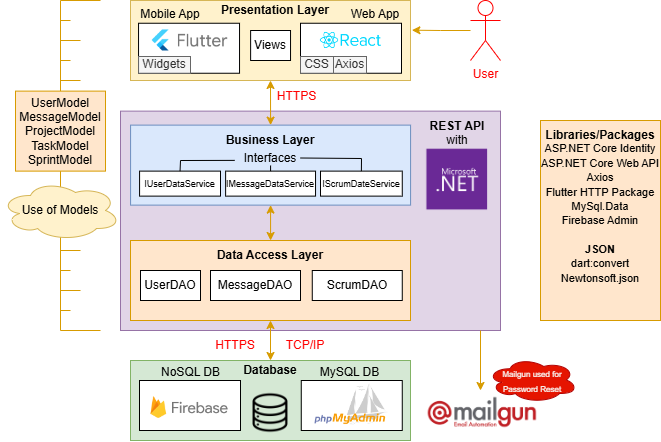 Mobile App
Presentation Layer
Web App
Flutter
Views
React
Widgets
CSS
Axios
User
HTTPS
UserModel
MessageModel
ProjectModel
TaskModel
SprintModel
Use of Models
Business Layer
Interfaces
IUserDataService
IMessageDataService
IScrumDateService
REST API
with
Microsoft
.NET
Libraries/Packages
ASP.NET Core Identity
ASP.NET Core Web API
Axios
Flutter HTTP Package
MySql.Data
Firebase Admin
JSON
dart:convert
Newtonsoft.json
Data Access Layer
UserDAO
MessageDAO
ScrumDAO
HTTPS
TCP/IP
NoSQL DB
Database
MySQL DB
Firebase
phpMyAdmin
Mailgun used for
Password Reset
@mailgun
Email Automation